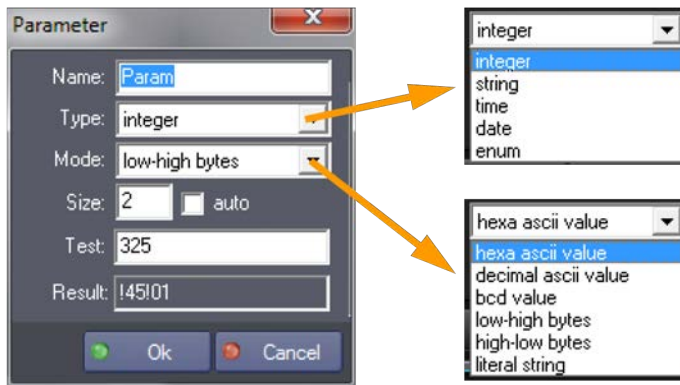 Parameter
Name: Param
Type: integer
Mode: low-high bytes
Size: 2 auto
Test: 325
Result: !45!01
Ok Cancel
integer
integer
string
time
date
enum
hexa ascii value
hexa ascii value
decimal ascii value
bcd value
low-high bytes
high-low bytes
literal string